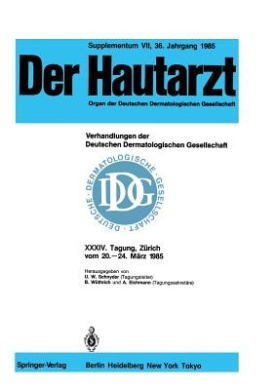 Supplementum VII, 36. Jahrgang 1985
Der Hautarzt
Organ der Deutschen Dermatologischen Gesellschaft
Verhandlungen der
Deutschen Dermatologischen Gesellschaft
DEUTSCHE · DERMATOLOGISCHE · GESELLSCHAFT ·
DDG
XXXIV. Tagung, Zürich
vom 20.—24. März 1985
Herausgegeben von
U. W. Schnyder (Tagungsleiter)
B. Wüthrich und A. Eichmann (Tagungssekretäre)
Springer-Verlag
Berlin Heidelberg New York Tokyo